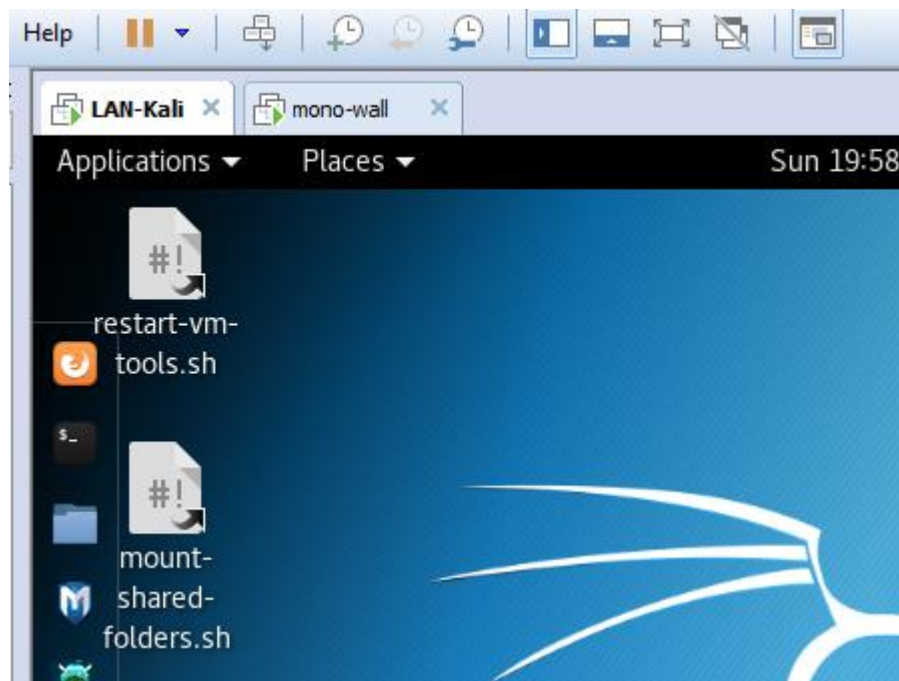 Help
LAN-Kali mono-wall
Applications Places Sun 19:58
#!
restart-vm-
tools.sh
$_
#!
mount-
shared-
folders.sh